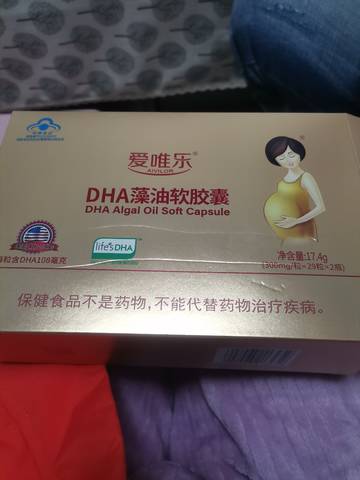 爱唯乐®
AIVILOR
DHA藻油软胶囊
DHA Algal Oil Soft Capsule
life'sDHA
粒含DHA108毫克
净含量:17.4g
(300mg/粒×29粒×2瓶)
保健食品不是药物,不能代替药物治疗疾病。